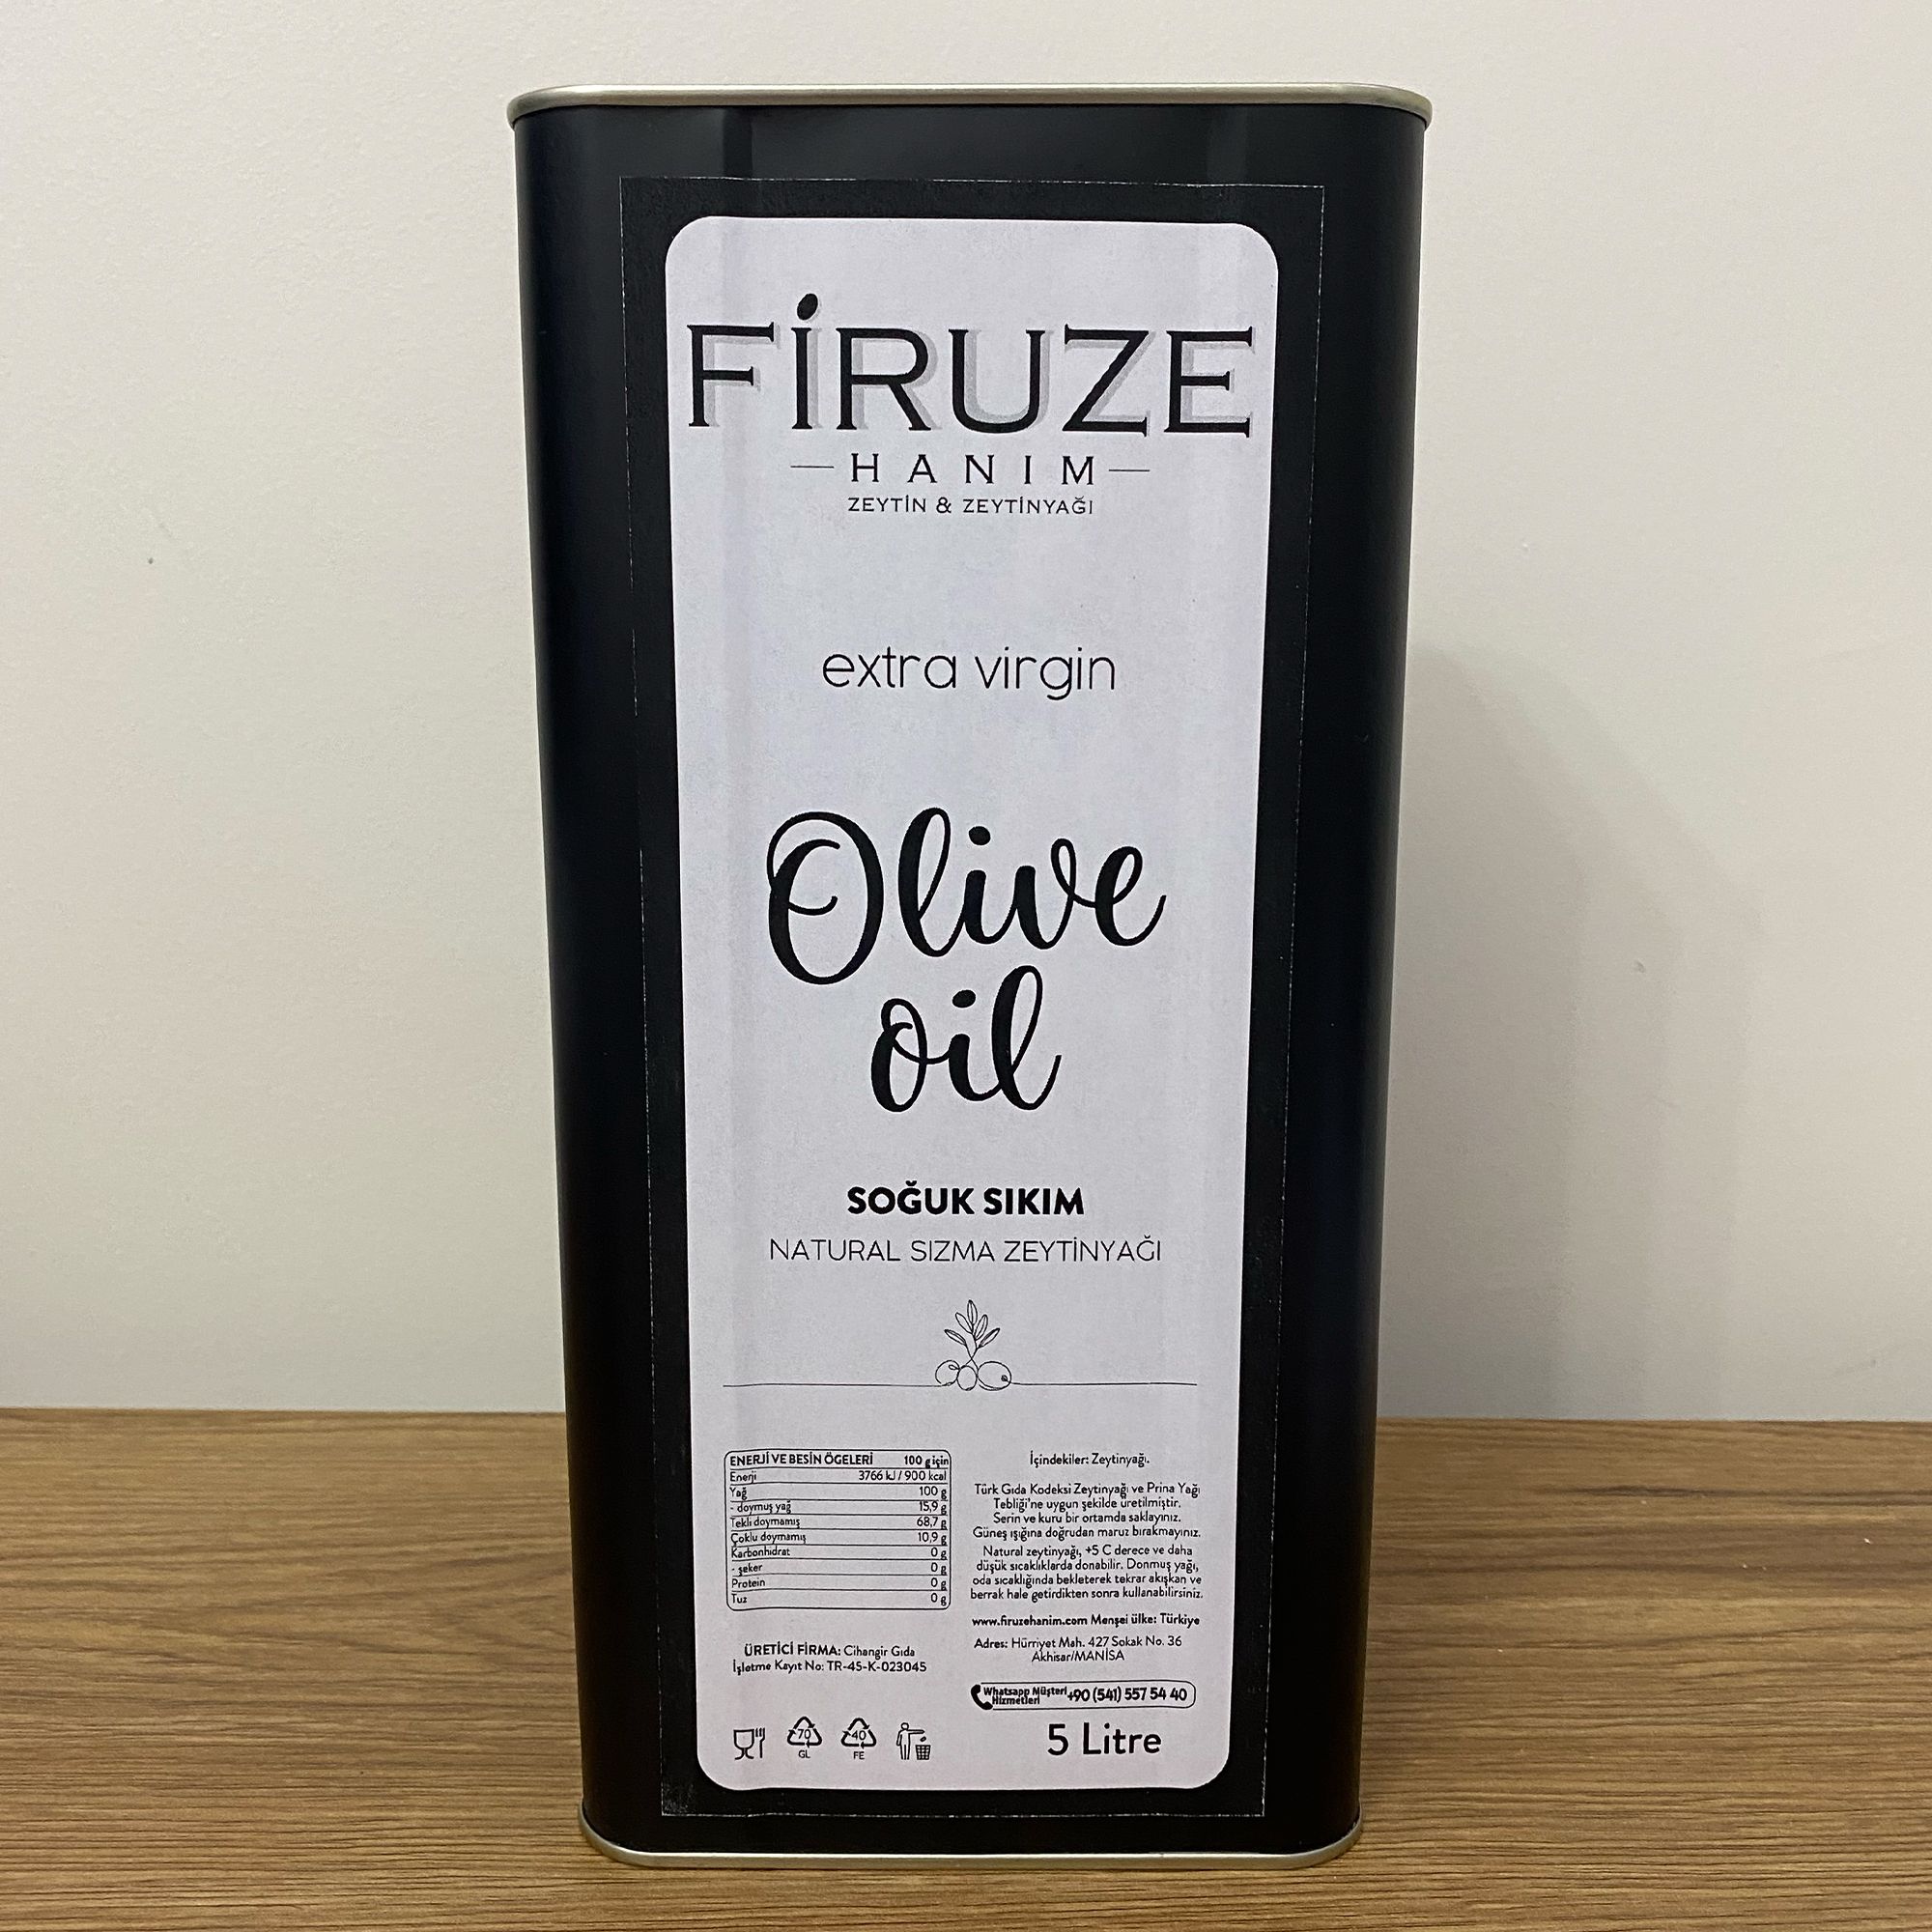 FİRUZE
HANIM
ZEYTİN & ZEYTİNYAĞI
extra virgin
Olive
oil
SOĞUK SIKIM
NATURAL SIZMA ZEYTİNYAĞI
ENERJİ VE BESİN ÖGELERİ 100 g için
Enerji 3766 kJ / 900 kcal
Yağ 100 g
- doymuş yağ 15,9 g
Tekli doymamış 68,7 g
Çoklu doymamış 10,9 g
Karbonhidrat 0 g
- şeker 0 g
Protein 0 g
Tuz 0 g
ÜRETİCİ FİRMA: Cihangir Gıda
İşletme Kayıt No: TR-45-K-023045
İçindekiler: Zeytinyağı.
Türk Gıda Kodeksi Zeytinyağı ve Prina Yağı
Tebliği'ne uygun şekilde üretilmiştir.
Serin ve kuru bir ortamda saklayınız.
Güneş ışığına doğrudan maruz bırakmayınız.
Natural zeytinyağı, +5 C derece ve daha
düşük sıcaklıklarda donabilir. Donmuş yağı,
oda sıcaklığında bekleterek tekrar akışkan ve
berrak hale getirdikten sonra kullanabilirsiniz.
www.firuzehanim.com Menşei ülke: Türkiye
Adres: Hürriyet Mah. 427 Sokak No. 36
Akhisar/MANİSA
Whatsapp Müşteri
Hizmetleri +90 (541) 557 54 40
70
GL
40
FE
5 Litre